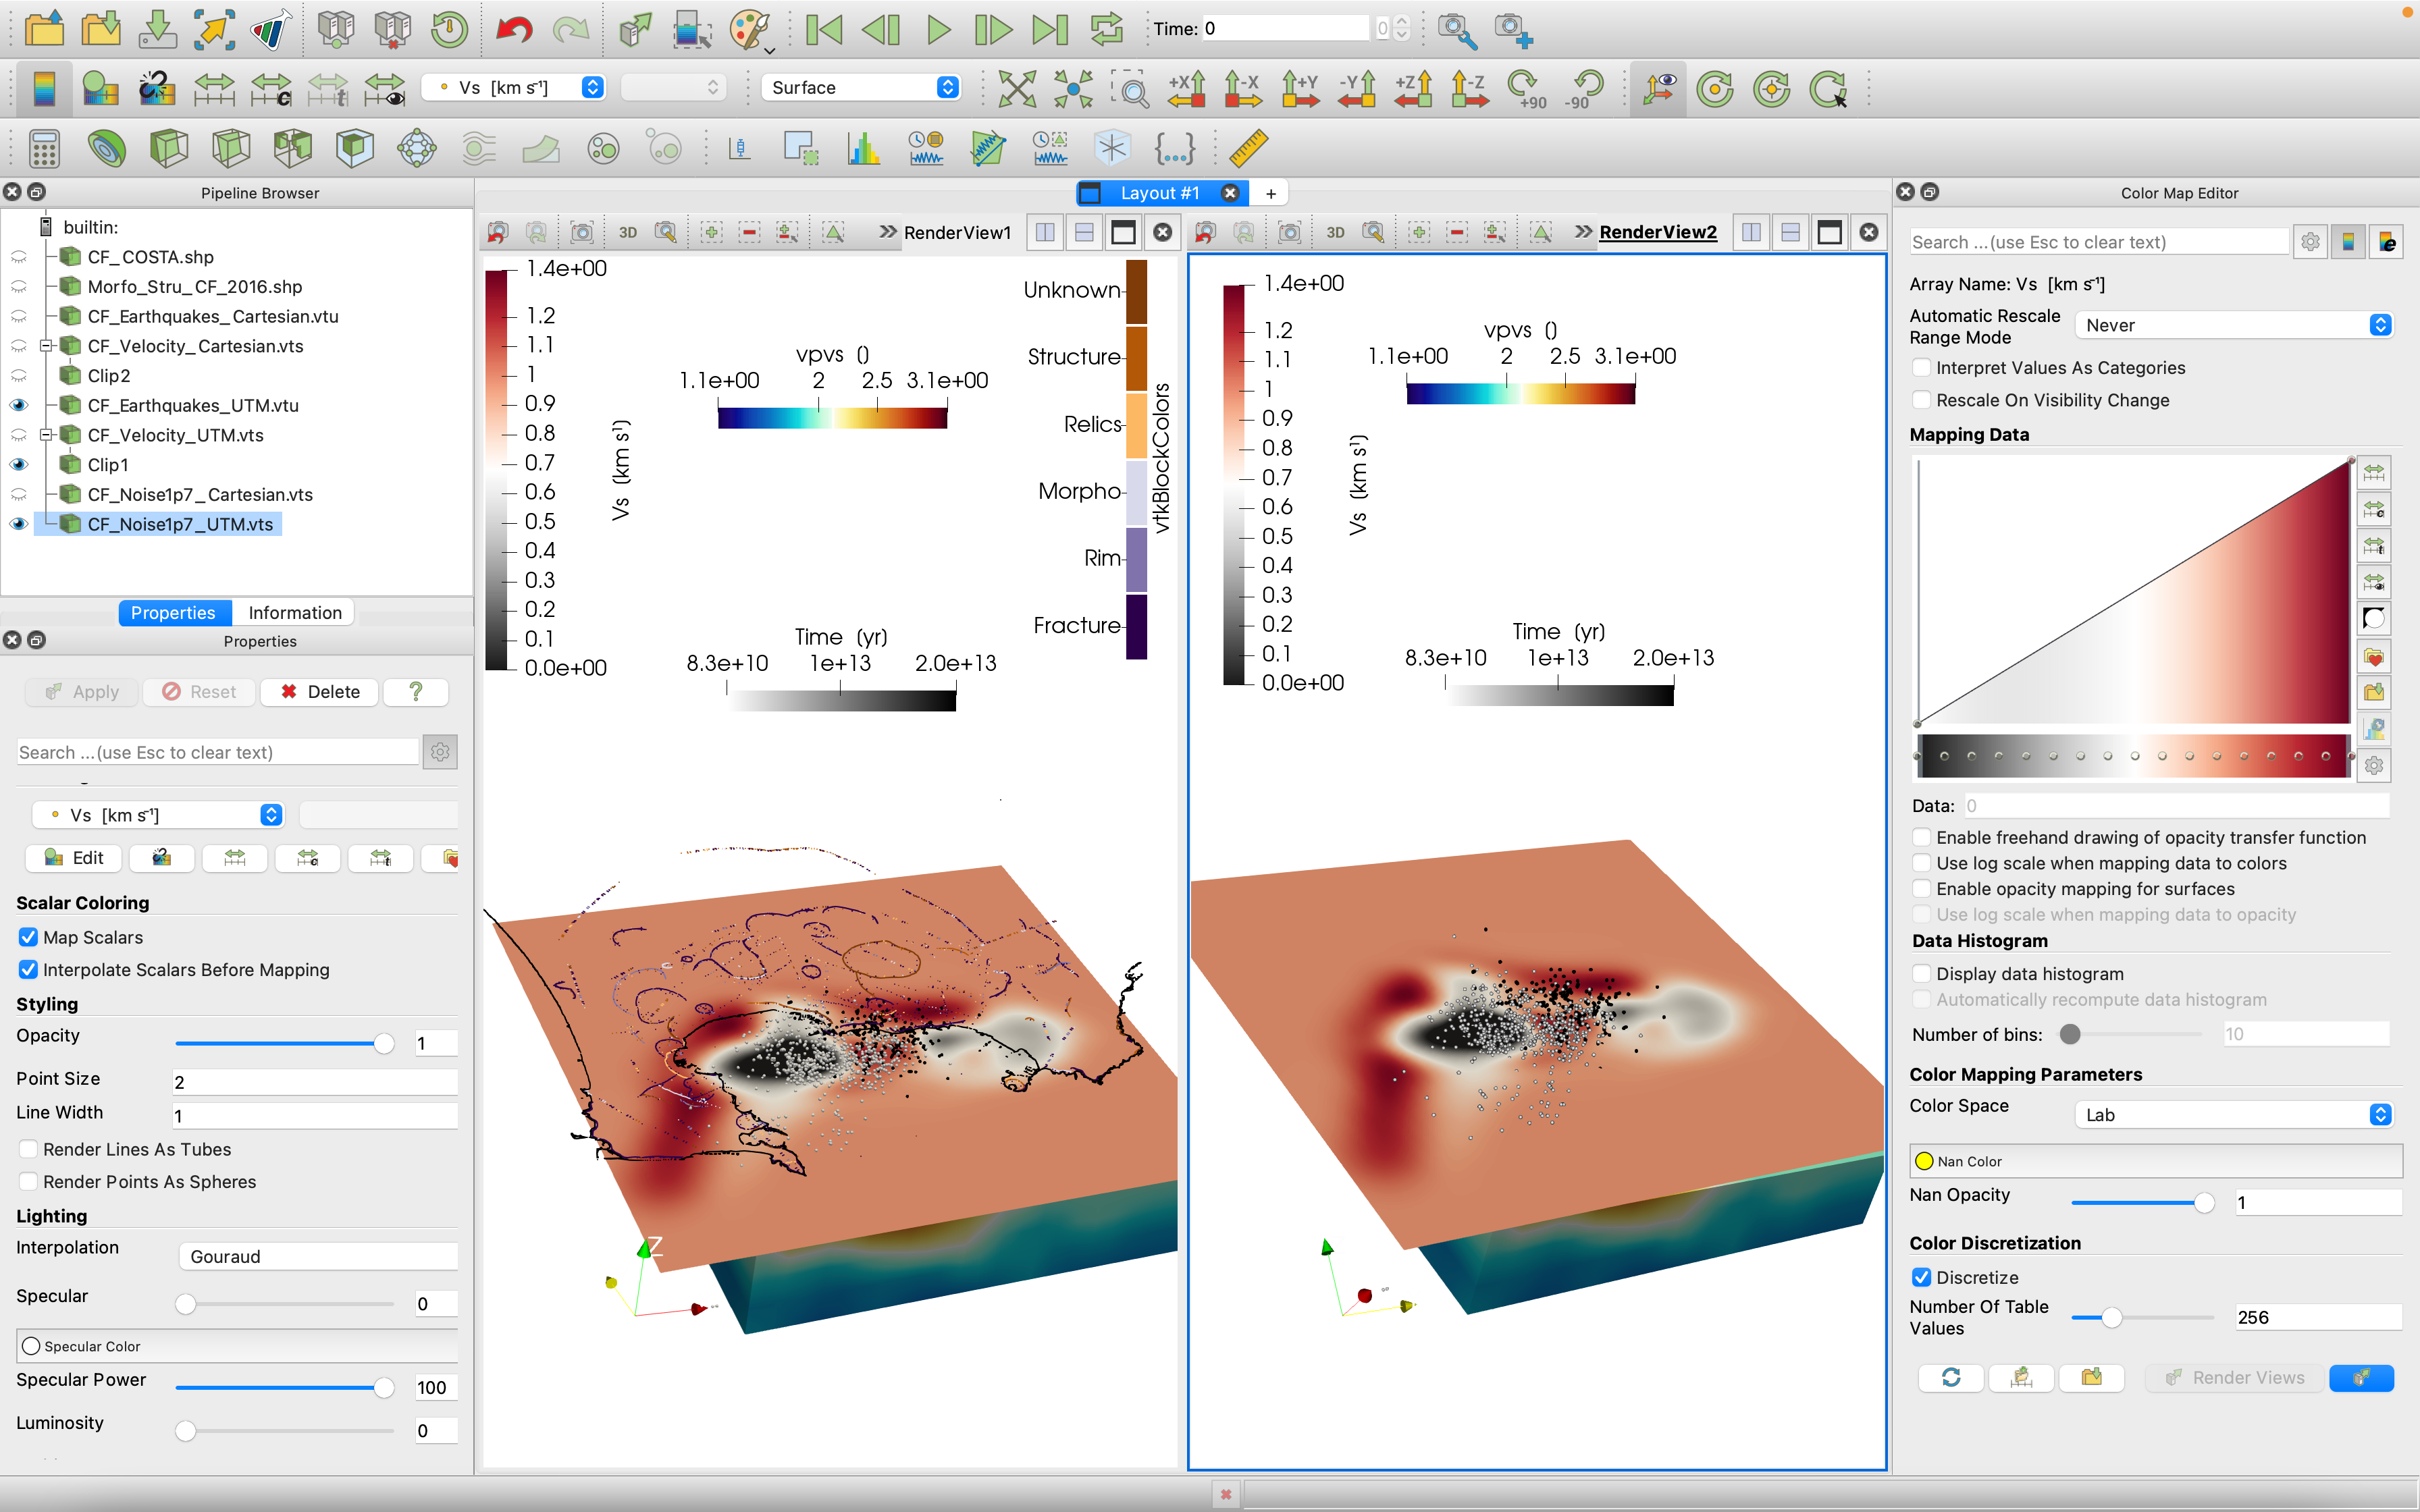 Time: 0
0
Vs [km s⁻¹]
Surface
+X
-X
+Y
-Y
+Z
-Z
+90
-90
Pipeline Browser
builtin:
CF_COSTA.shp
Morfo_Stru_CF_2016.shp
CF_Earthquakes_Cartesian.vtu
CF_Velocity_Cartesian.vts
Clip2
CF_Earthquakes_UTM.vtu
CF_Velocity_UTM.vts
Clip1
CF_Noise1p7_Cartesian.vts
CF_Noise1p7_UTM.vts
Properties
Information
Properties
Apply
Reset
Delete
?
Search ...(use Esc to clear text)
Vs [km s⁻¹]
Edit
Scalar Coloring
Map Scalars
Interpolate Scalars Before Mapping
Styling
Opacity
1
Point Size
2
Line Width
1
Render Lines As Tubes
Render Points As Spheres
Lighting
Interpolation
Gouraud
Specular
0
Specular Color
Specular Power
100
Luminosity
0
Layout #1
+
3D
RenderView1
1.4e+00
1.2
1.1
1
0.9
0.8
0.7
0.6
0.5
0.4
0.3
0.2
0.1
0.0e+00
Vs (km s¹)
vpvs ()
1.1e+00 2 2.5 3.1e+00
Unknown
Structure
Relics
Morpho
Rim
Fracture
vtkBlockColors
Time (yr)
8.3e+10 1e+13 2.0e+13
Z
3D
RenderView2
1.4e+00
1.2
1.1
1
0.9
0.8
0.7
0.6
0.5
0.4
0.3
0.2
0.1
0.0e+00
Vs (km s¹)
vpvs ()
1.1e+00 2 2.5 3.1e+00
Time (yr)
8.3e+10 1e+13 2.0e+13
Color Map Editor
Search ...(use Esc to clear text)
Array Name: Vs [km s⁻¹]
Automatic Rescale
Range Mode
Never
Interpret Values As Categories
Rescale On Visibility Change
Mapping Data
Data: 0
Enable freehand drawing of opacity transfer function
Use log scale when mapping data to colors
Enable opacity mapping for surfaces
Use log scale when mapping data to opacity
Data Histogram
Display data histogram
Automatically recompute data histogram
Number of bins:
10
Color Mapping Parameters
Color Space
Lab
Nan Color
Nan Opacity
1
Color Discretization
Discretize
Number Of Table
Values
256
Render Views